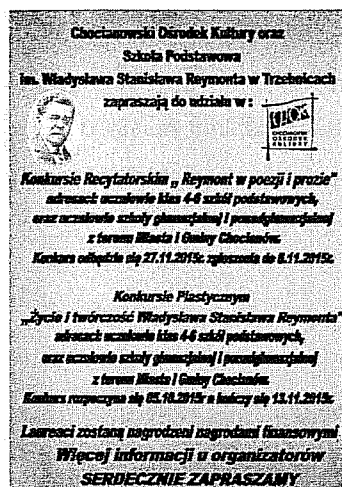 Chocianowski Ośrodek Kultury oraz
Szkoła Podstawowa
im. Władysława Stanisława Reymonta w Trzebnicach
zapraszają do udziału w :
CHOK
CHOCIANOWSKI
OŚRODEK
KULTURY
Konkursie Recytatorskim „ Reymont w poezji i prozie"
adresaci: uczniowie klas 4-6 szkół podstawowych,
oraz uczniowie szkoły gimnazjalnej i ponadgimnazjalnej
z terenu Miasta i Gminy Chocianów.
Konkurs odbędzie się 27.11.2015r. zgłoszenia do 6.11.2015r.
Konkursie Plastycznym
„Życie i twórczość Władysława Stanisława Reymonta"
adresaci: uczniowie klas 4-6 szkół podstawowych,
oraz uczniowie szkoły gimnazjalnej i ponadgimnazjalnej
z terenu Miasta i Gminy Chocianów.
Konkurs rozpoczyna się 05.10.2015r a kończy się 13.11.2015r.
Laureaci zostaną nagrodzeni nagrodami finansowymi
Więcej informacji u organizatorów
SERDECZNIE ZAPRASZAMY